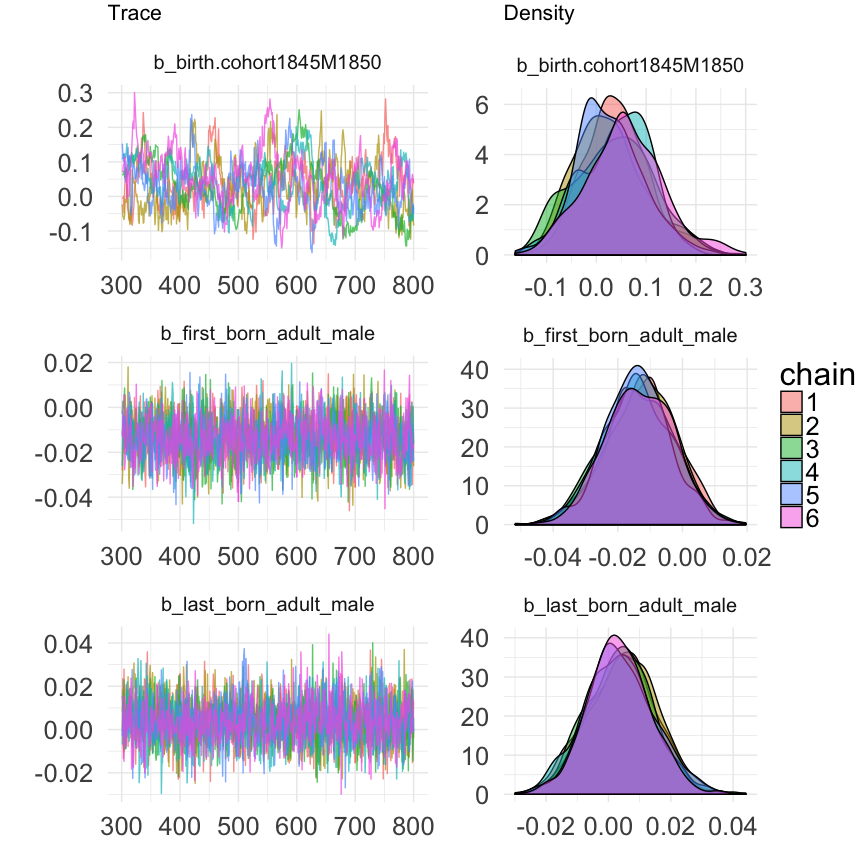 Trace
Density
b_birth.cohort1845M1850
b_birth.cohort1845M1850
0.3
0.2
0.1
0.0
-0.1
300 400 500 600 700 800
6
4
2
0
-0.1 0.0 0.1 0.2 0.3
b_first_born_adult_male
b_first_born_adult_male
0.02
0.00
-0.02
-0.04
300 400 500 600 700 800
40
30
20
10
0
-0.04 -0.02 0.00 0.02
chain
1
2
3
4
5
6
b_last_born_adult_male
b_last_born_adult_male
0.04
0.02
0.00
-0.02
300 400 500 600 700 800
40
30
20
10
0
-0.02 0.00 0.02 0.04